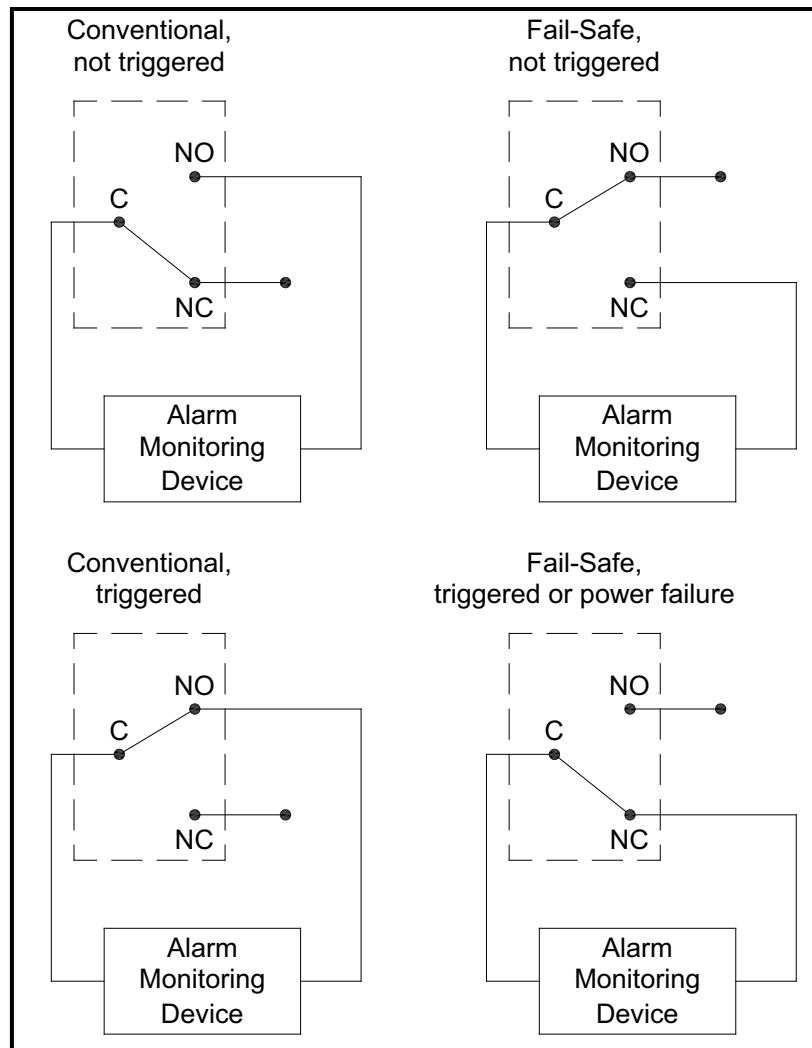 Conventional,
not triggered
NO
C
NC
Alarm
Monitoring
Device
Fail-Safe,
not triggered
NO
C
NC
Alarm
Monitoring
Device
Conventional,
triggered
NO
C
NC
Alarm
Monitoring
Device
Fail-Safe,
triggered or power failure
NO
C
NC
Alarm
Monitoring
Device